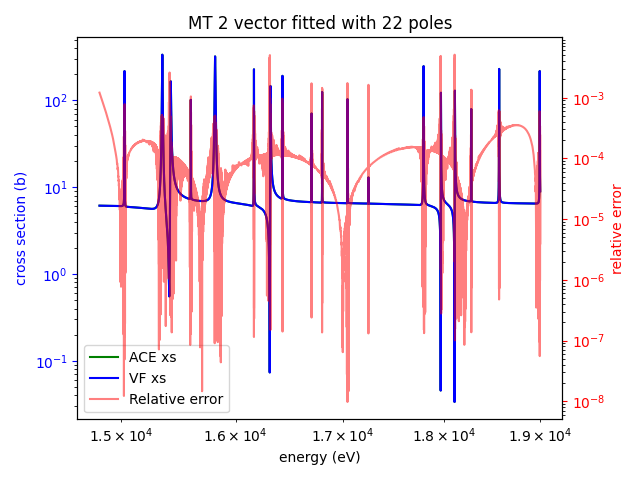 MT 2 vector fitted with 22 poles
cross section (b)
10²
10¹
10⁰
10⁻¹
10⁻³
10⁻⁴
10⁻⁵
10⁻⁶
10⁻⁷
10⁻⁸
relative error
ACE xs
VF xs
Relative error
1.5 × 10⁴ 1.6 × 10⁴ 1.7 × 10⁴ 1.8 × 10⁴ 1.9 × 10⁴
energy (eV)